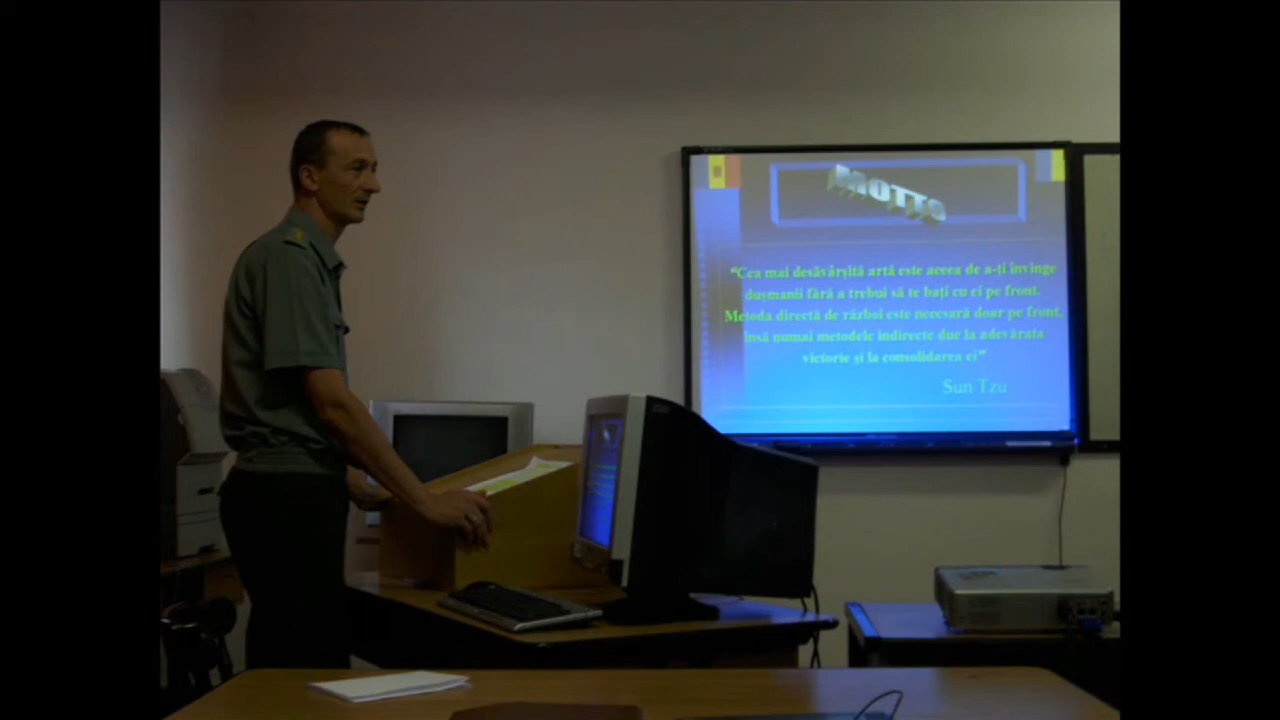 MOTTO
"Cea mai desăvârșită artă este aceea de a-ți învinge
dușmanii fără a trebui să te bați cu ei pe front.
Metoda directă de război este necesară doar pe front,
însă numai metodele indirecte duc la adevărata
victorie și la consolidarea ei"
Sun Tzu